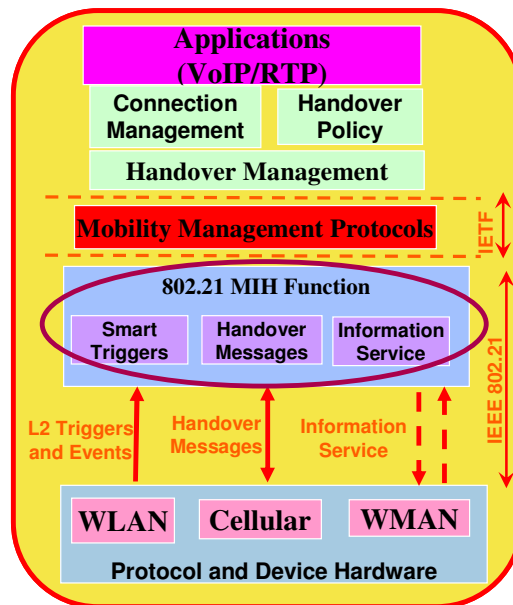 Applications
(VoIP/RTP)
Connection
Management
Handover
Policy
Handover Management
Mobility Management Protocols
IETF
802.21 MIH Function
Smart
Triggers
Handover
Messages
Information
Service
IEEE 802.21
L2 Triggers
and Events
Handover
Messages
Information
Service
WLAN
Cellular
WMAN
Protocol and Device Hardware